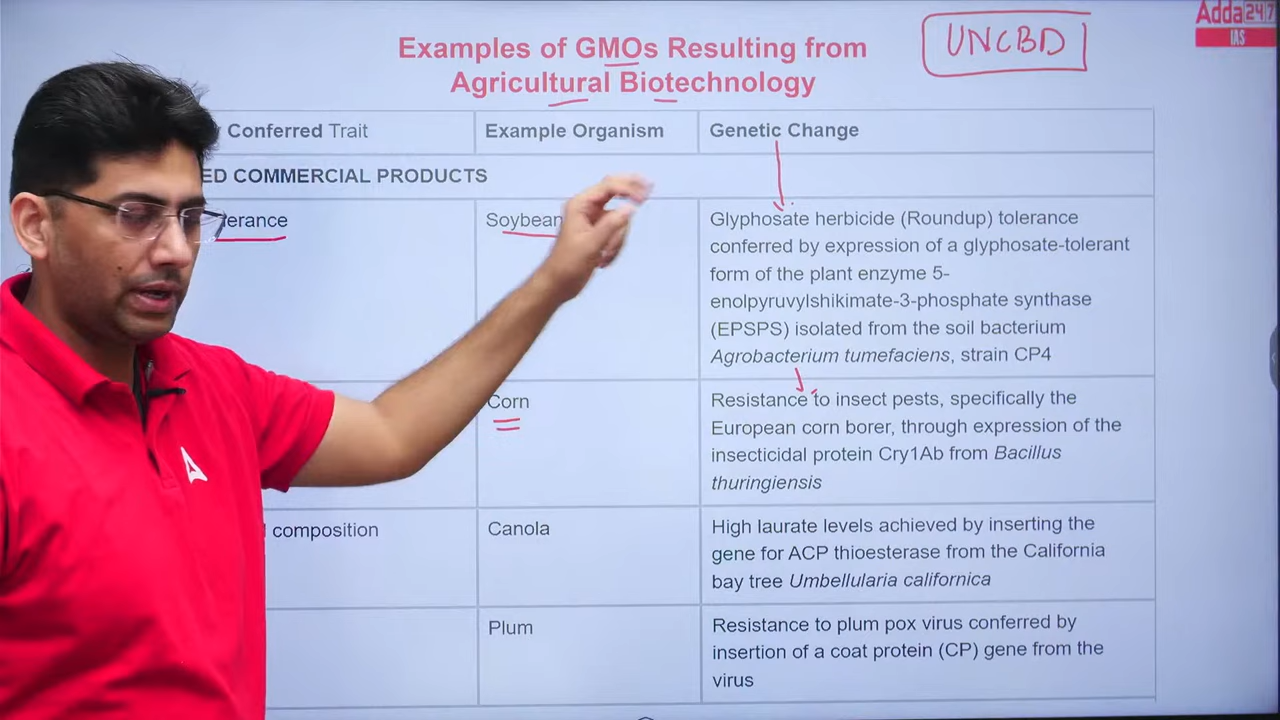 Adda247
IAS
UNCBD
Examples of GMOs Resulting from
Agricultural Biotechnology
Conferred Trait
Example Organism
Genetic Change
COMMERCIAL PRODUCTS
Soybean
Glyphosate herbicide (Roundup) tolerance
conferred by expression of a glyphosate-tolerant
form of the plant enzyme 5-
enolpyruvylshikimate-3-phosphate synthase
(EPSPS) isolated from the soil bacterium
Agrobacterium tumefaciens, strain CP4
Corn
Resistance to insect pests, specifically the
European corn borer, through expression of the
insecticidal protein Cry1Ab from Bacillus
thuringiensis
composition
Canola
High laurate levels achieved by inserting the
gene for ACP thioesterase from the California
bay tree Umbellularia californica
Plum
Resistance to plum pox virus conferred by
insertion of a coat protein (CP) gene from the
virus